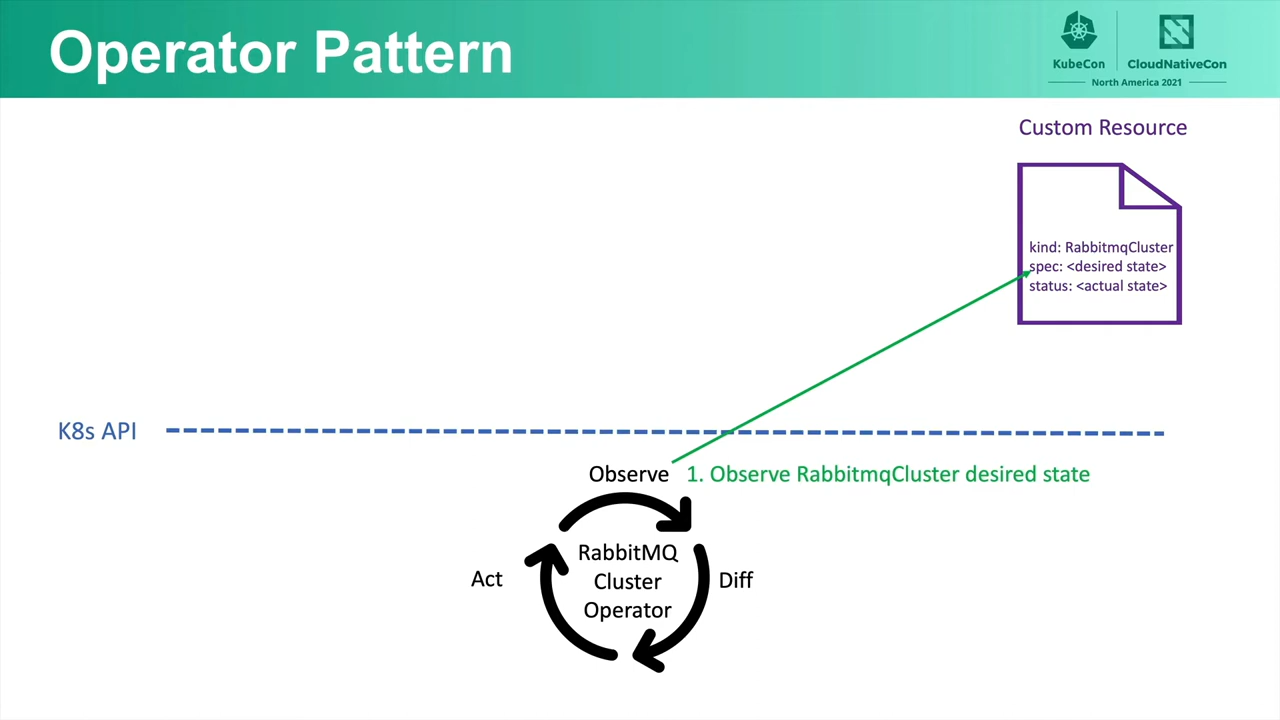 Operator Pattern
KubeCon
CloudNativeCon
North America 2021
Custom Resource
kind: RabbitmqCluster
spec: <desired state>
status: <actual state>
K8s API
Observe
1. Observe RabbitmqCluster desired state
RabbitMQ
Cluster
Operator
Act
Diff